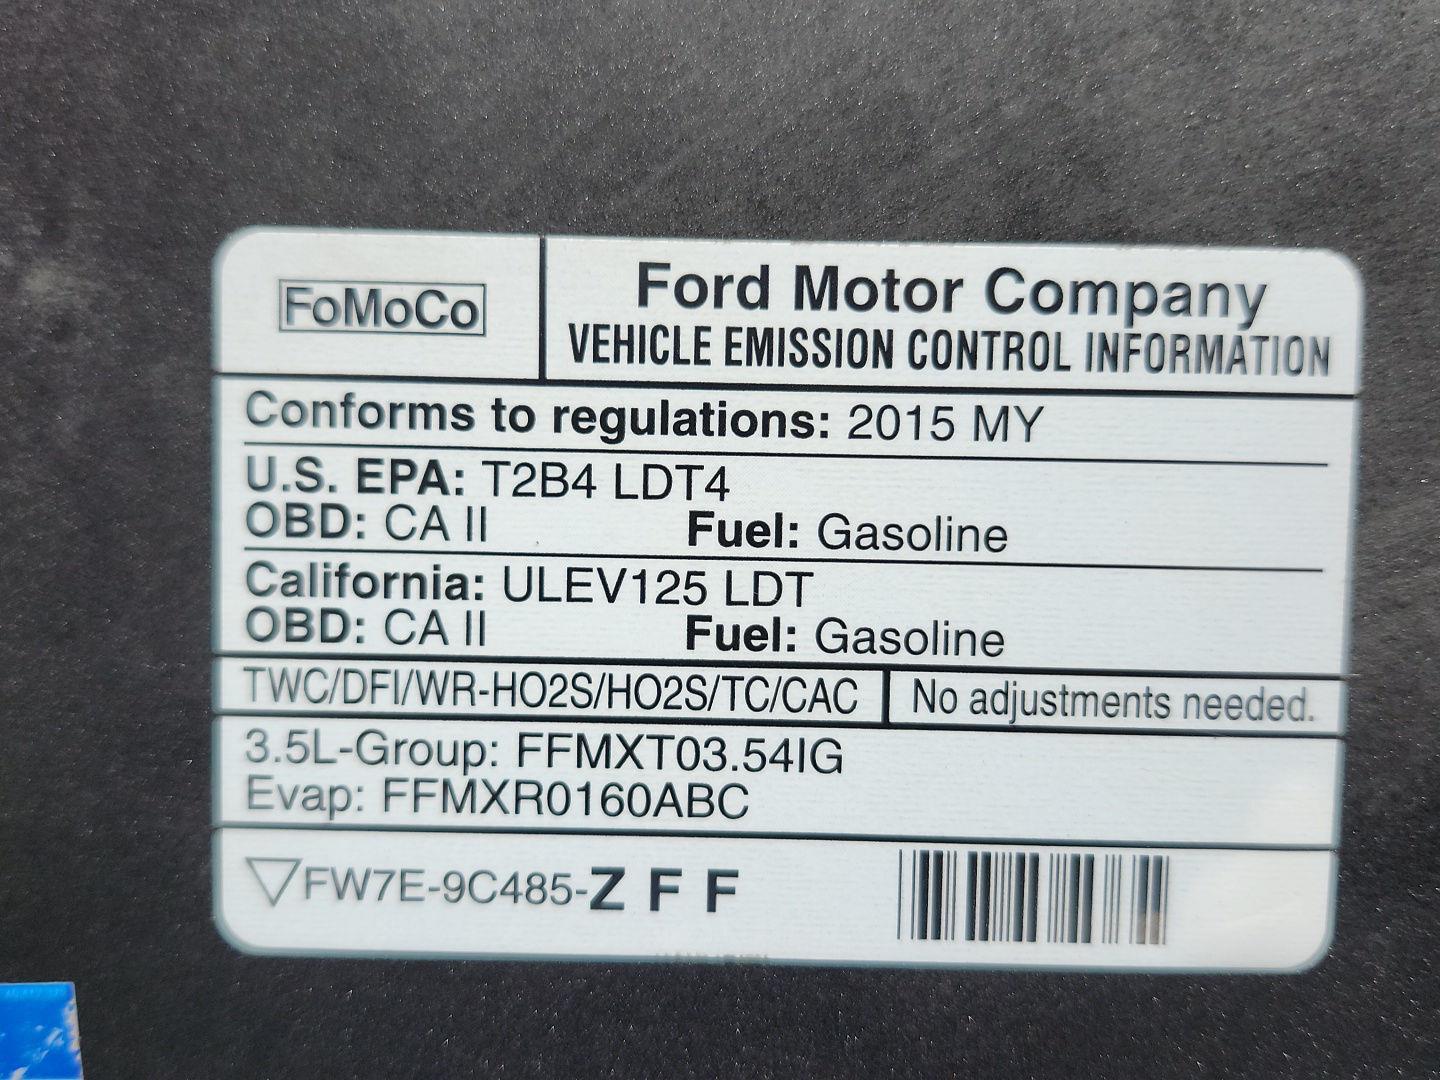 FoMoCo
Ford Motor Company
VEHICLE EMISSION CONTROL INFORMATION
Conforms to regulations: 2015 MY
U.S. EPA: T2B4 LDT4
OBD: CA II Fuel: Gasoline
California: ULEV125 LDT
OBD: CA II Fuel: Gasoline
TWC/DFI/WR-HO2S/HO2S/TC/CAC No adjustments needed.
3.5L-Group: FFMXT03.54IG
Evap: FFMXR0160ABC
FW7E-9C485-Z F F